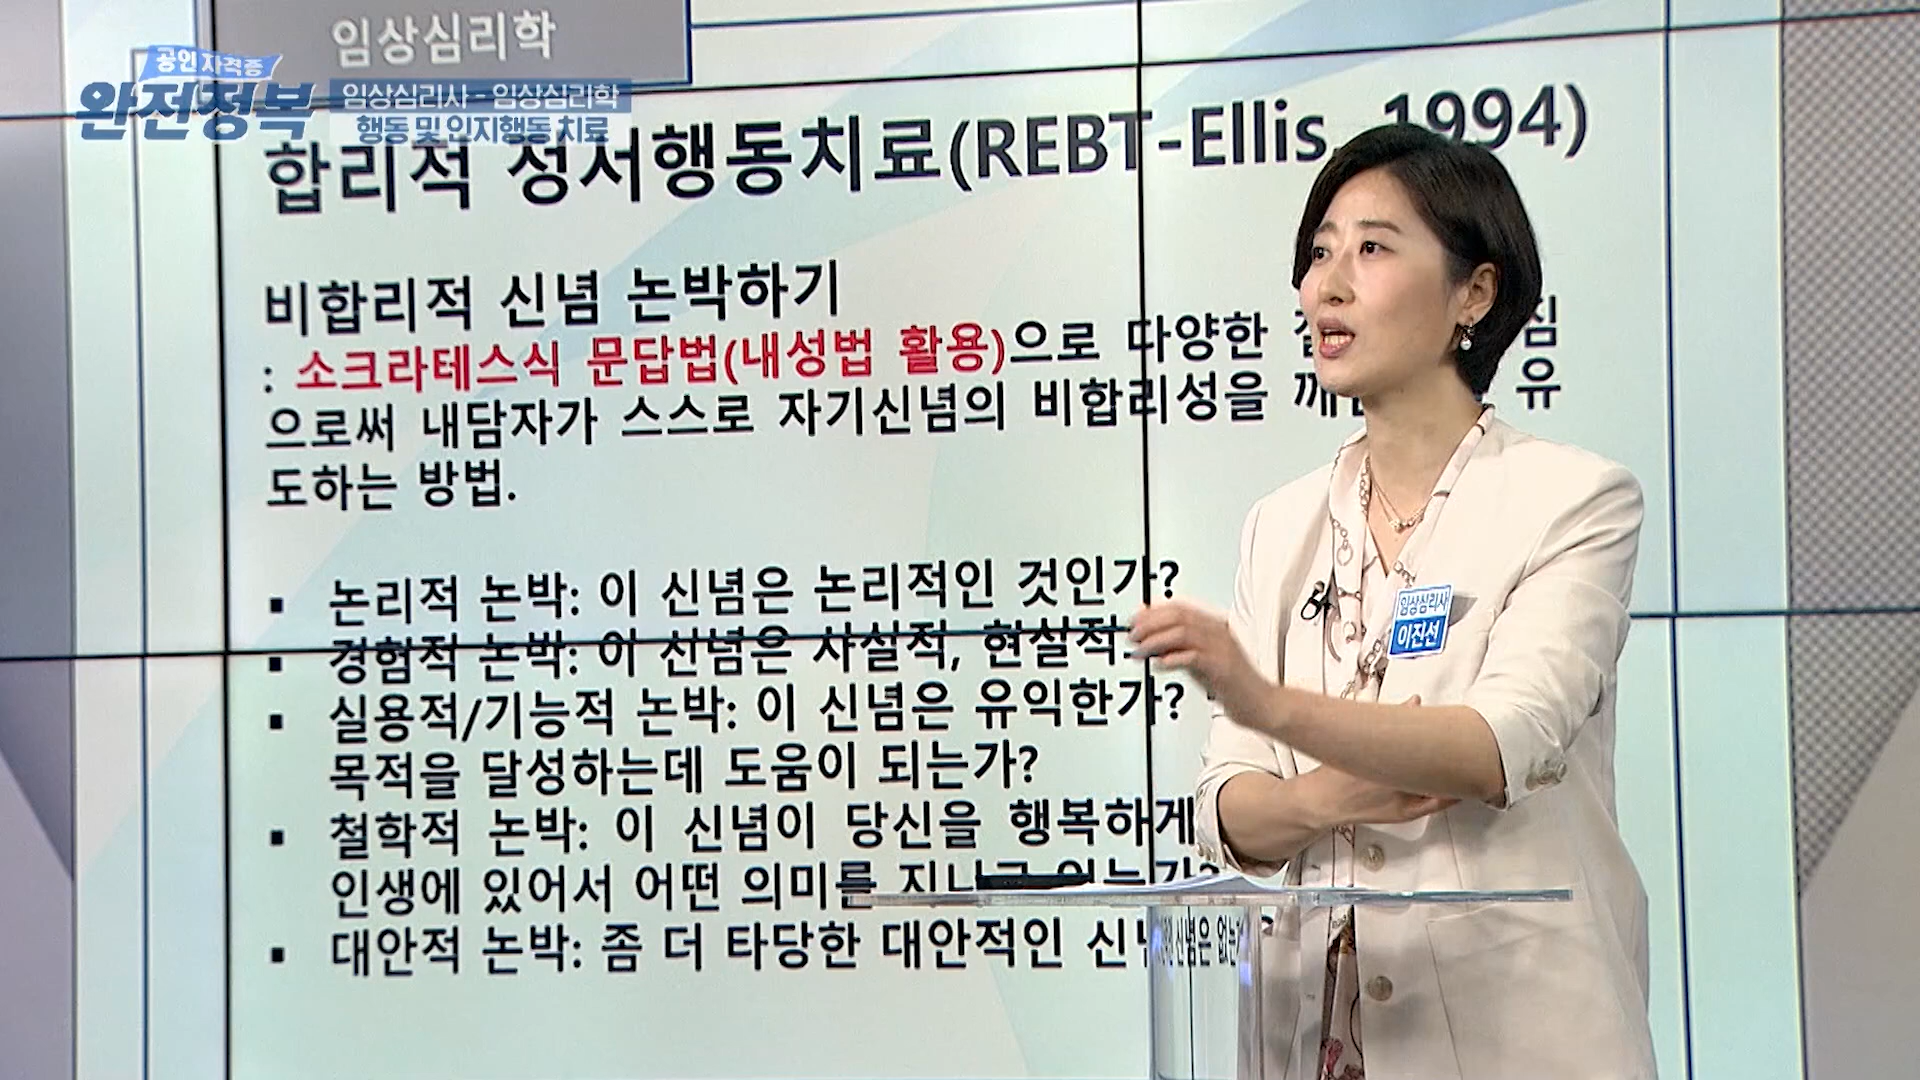 임상심리학
공인 자격증
완전정복
임상심리사 - 임상심리학
행동 및 인지행동 치료
합리적 정서행동치료(REBT-Ellis, 1994)
비합리적 신념 논박하기
: 소크라테스식 문답법(내성법 활용)으로 다양한
으로써 내담자가 스스로 자기신념의 비합리성을 유
도하는 방법.
▪ 논리적 논박: 이 신념은 논리적인 것인가?
▪ 경험적 논박: 이 신념은 사실적, 현실적
▪ 실용적/기능적 논박: 이 신념은 유익한가?
목적을 달성하는데 도움이 되는가?
▪ 철학적 논박: 이 신념이 당신을 행복하게
인생에 있어서 어떤 의미를
▪ 대안적 논박: 좀 더 타당한 대안적인 신념은 없는
임상심리사
이진선